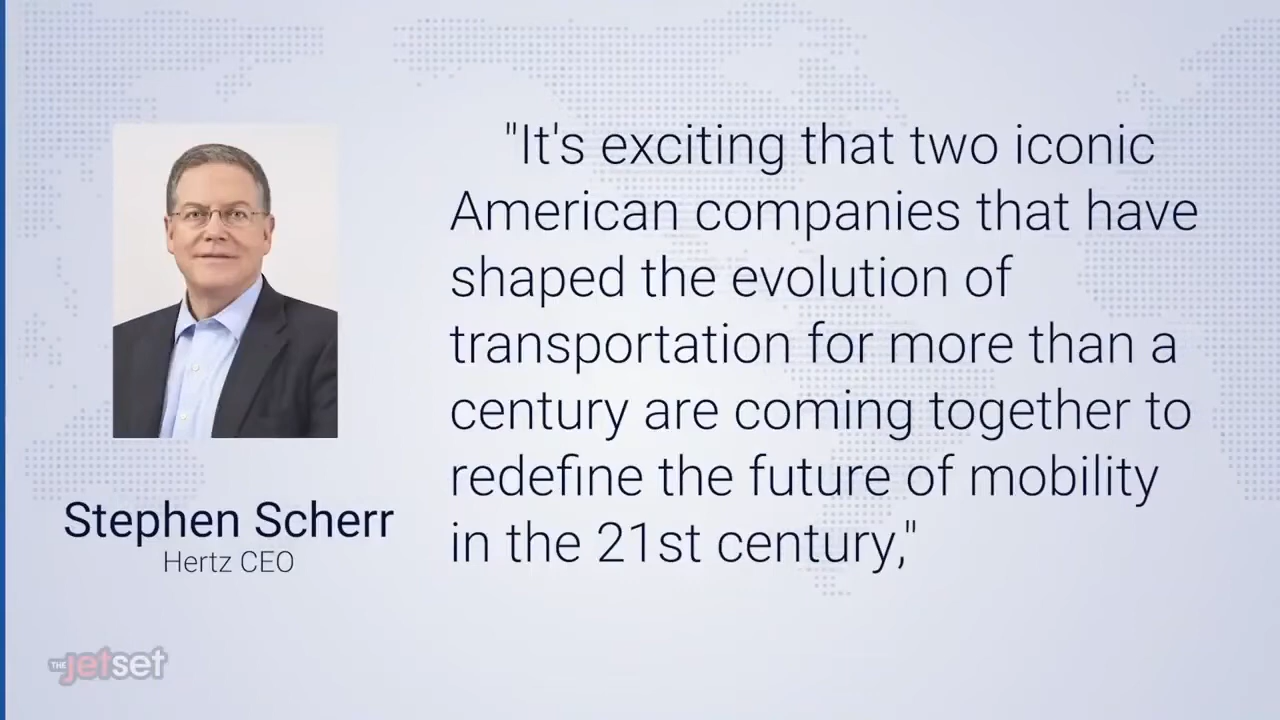 "It's exciting that two iconic
American companies that have
shaped the evolution of
transportation for more than a
century are coming together to
redefine the future of mobility
in the 21st century,"
Stephen Scherr
Hertz CEO
THE jetset